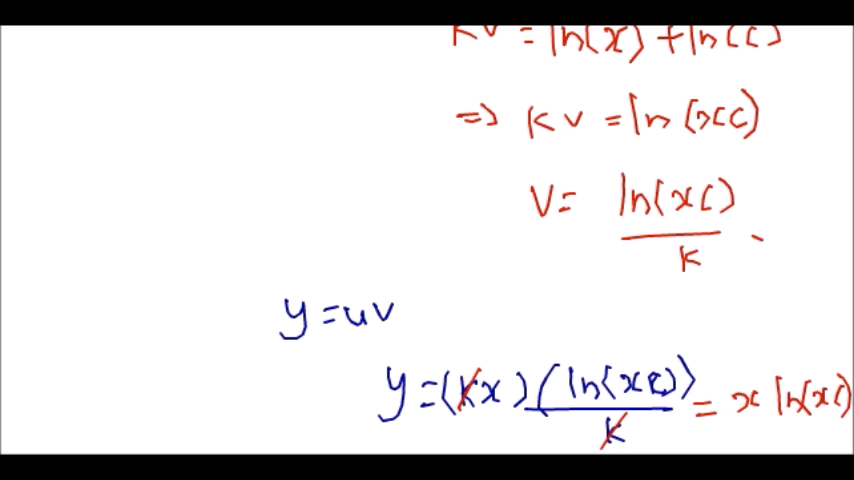 KV = ln(x) + ln(c)
=> KV = ln(xc)
V = ln(xc) / K
y = uv
y = (Kx) (ln(xc)) / K = x ln(xc)